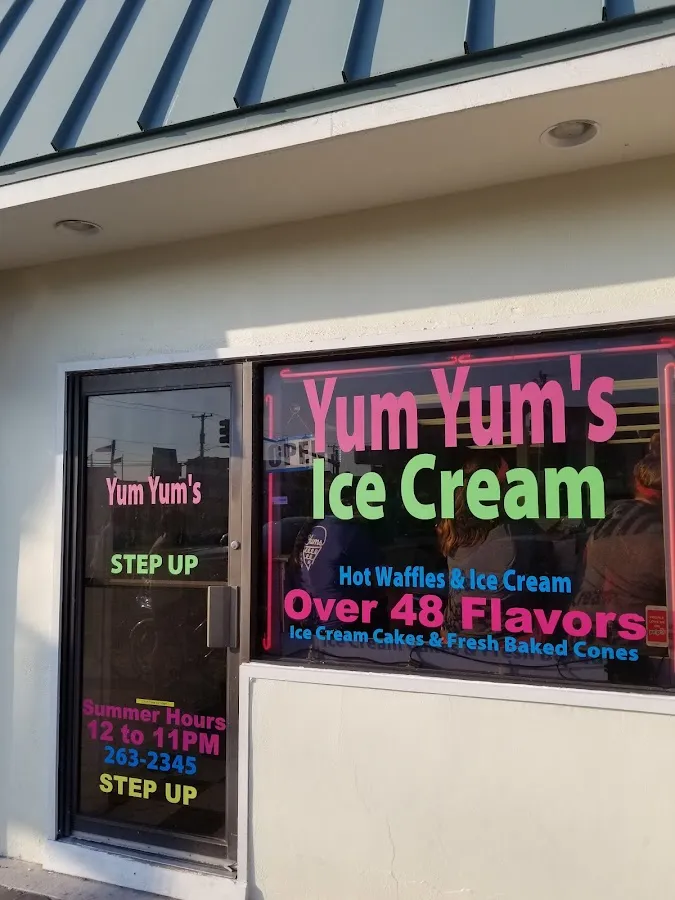 Yum Yum's
STEP UP
Summer Hours
12 to 11PM
263-2345
STEP UP
OPEN
Yum Yum's
Ice Cream
Hot Waffles & Ice Cream
Over 48 Flavors
Ice Cream Cakes & Fresh Baked Cones